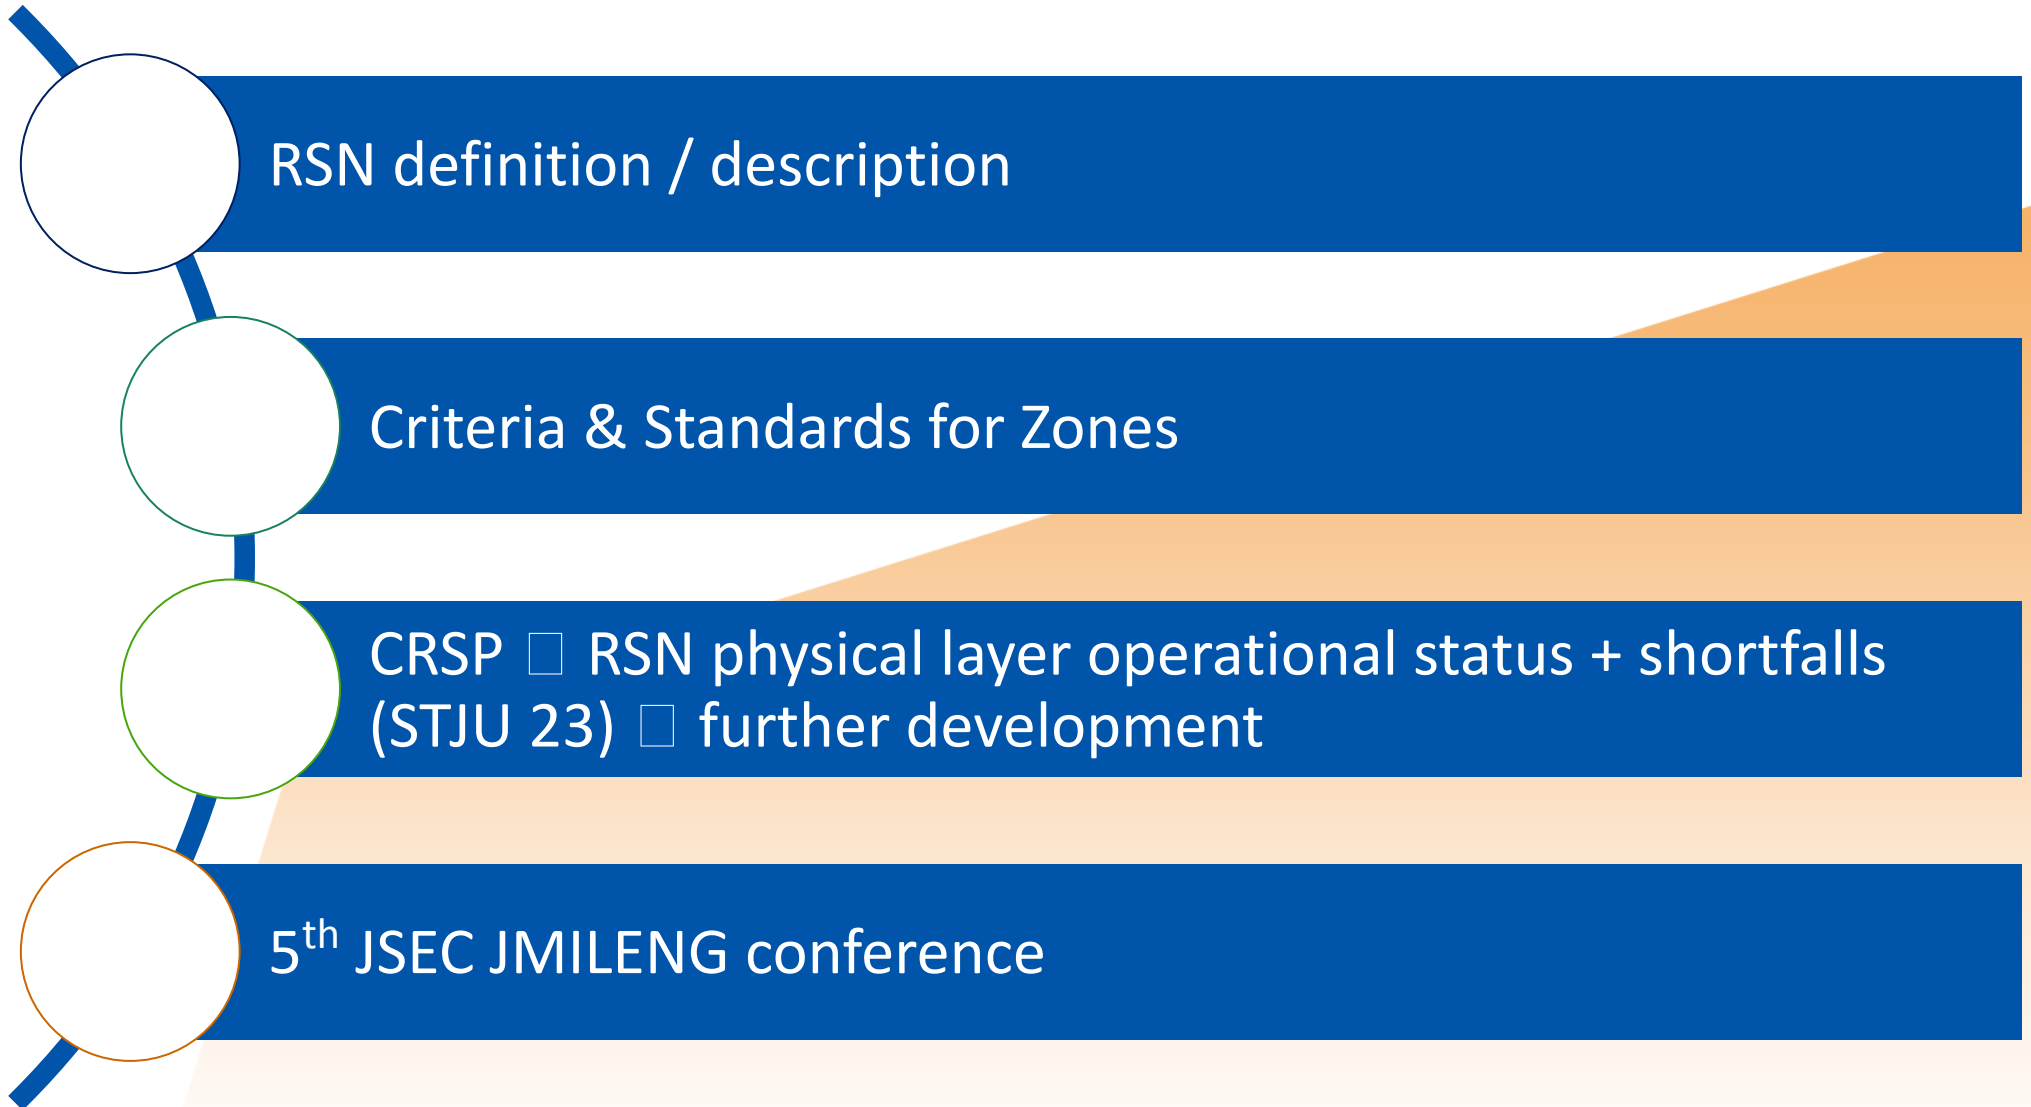 RSN definition / description
Criteria & Standards for Zones
CRSP □ RSN physical layer operational status + shortfalls
(STJU 23) □ further development
5th JSEC JMILENG conference